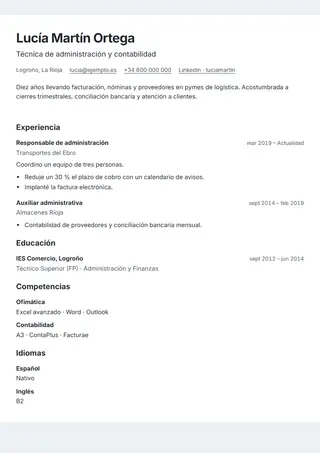 Lucía Martín Ortega
Técnica de administración y contabilidad
Logroño, La Rioja lucia@ejemplo.es +34 600 000 000 LinkedIn · luciamartin
Diez años llevando facturación, nóminas y proveedores en pymes de logística. Acostumbrada a
cierres trimestrales, conciliación bancaria y atención a clientes.
Experiencia
Responsable de administración mar 2019 – Actualidad
Transportes del Ebro
Coordino un equipo de tres personas.
• Reduje un 30 % el plazo de cobro con un calendario de avisos.
• Implanté la factura electrónica.
Auxiliar administrativa sept 2014 – feb 2019
Almacenes Rioja
• Contabilidad de proveedores y conciliación bancaria mensual.
Educación
IES Comercio, Logroño sept 2012 – jun 2014
Técnico Superior (FP) · Administración y Finanzas
Competencias
Ofimática
Excel avanzado · Word · Outlook
Contabilidad
A3 · ContaPlus · Facturae
Idiomas
Español
Nativo
Inglés
B2